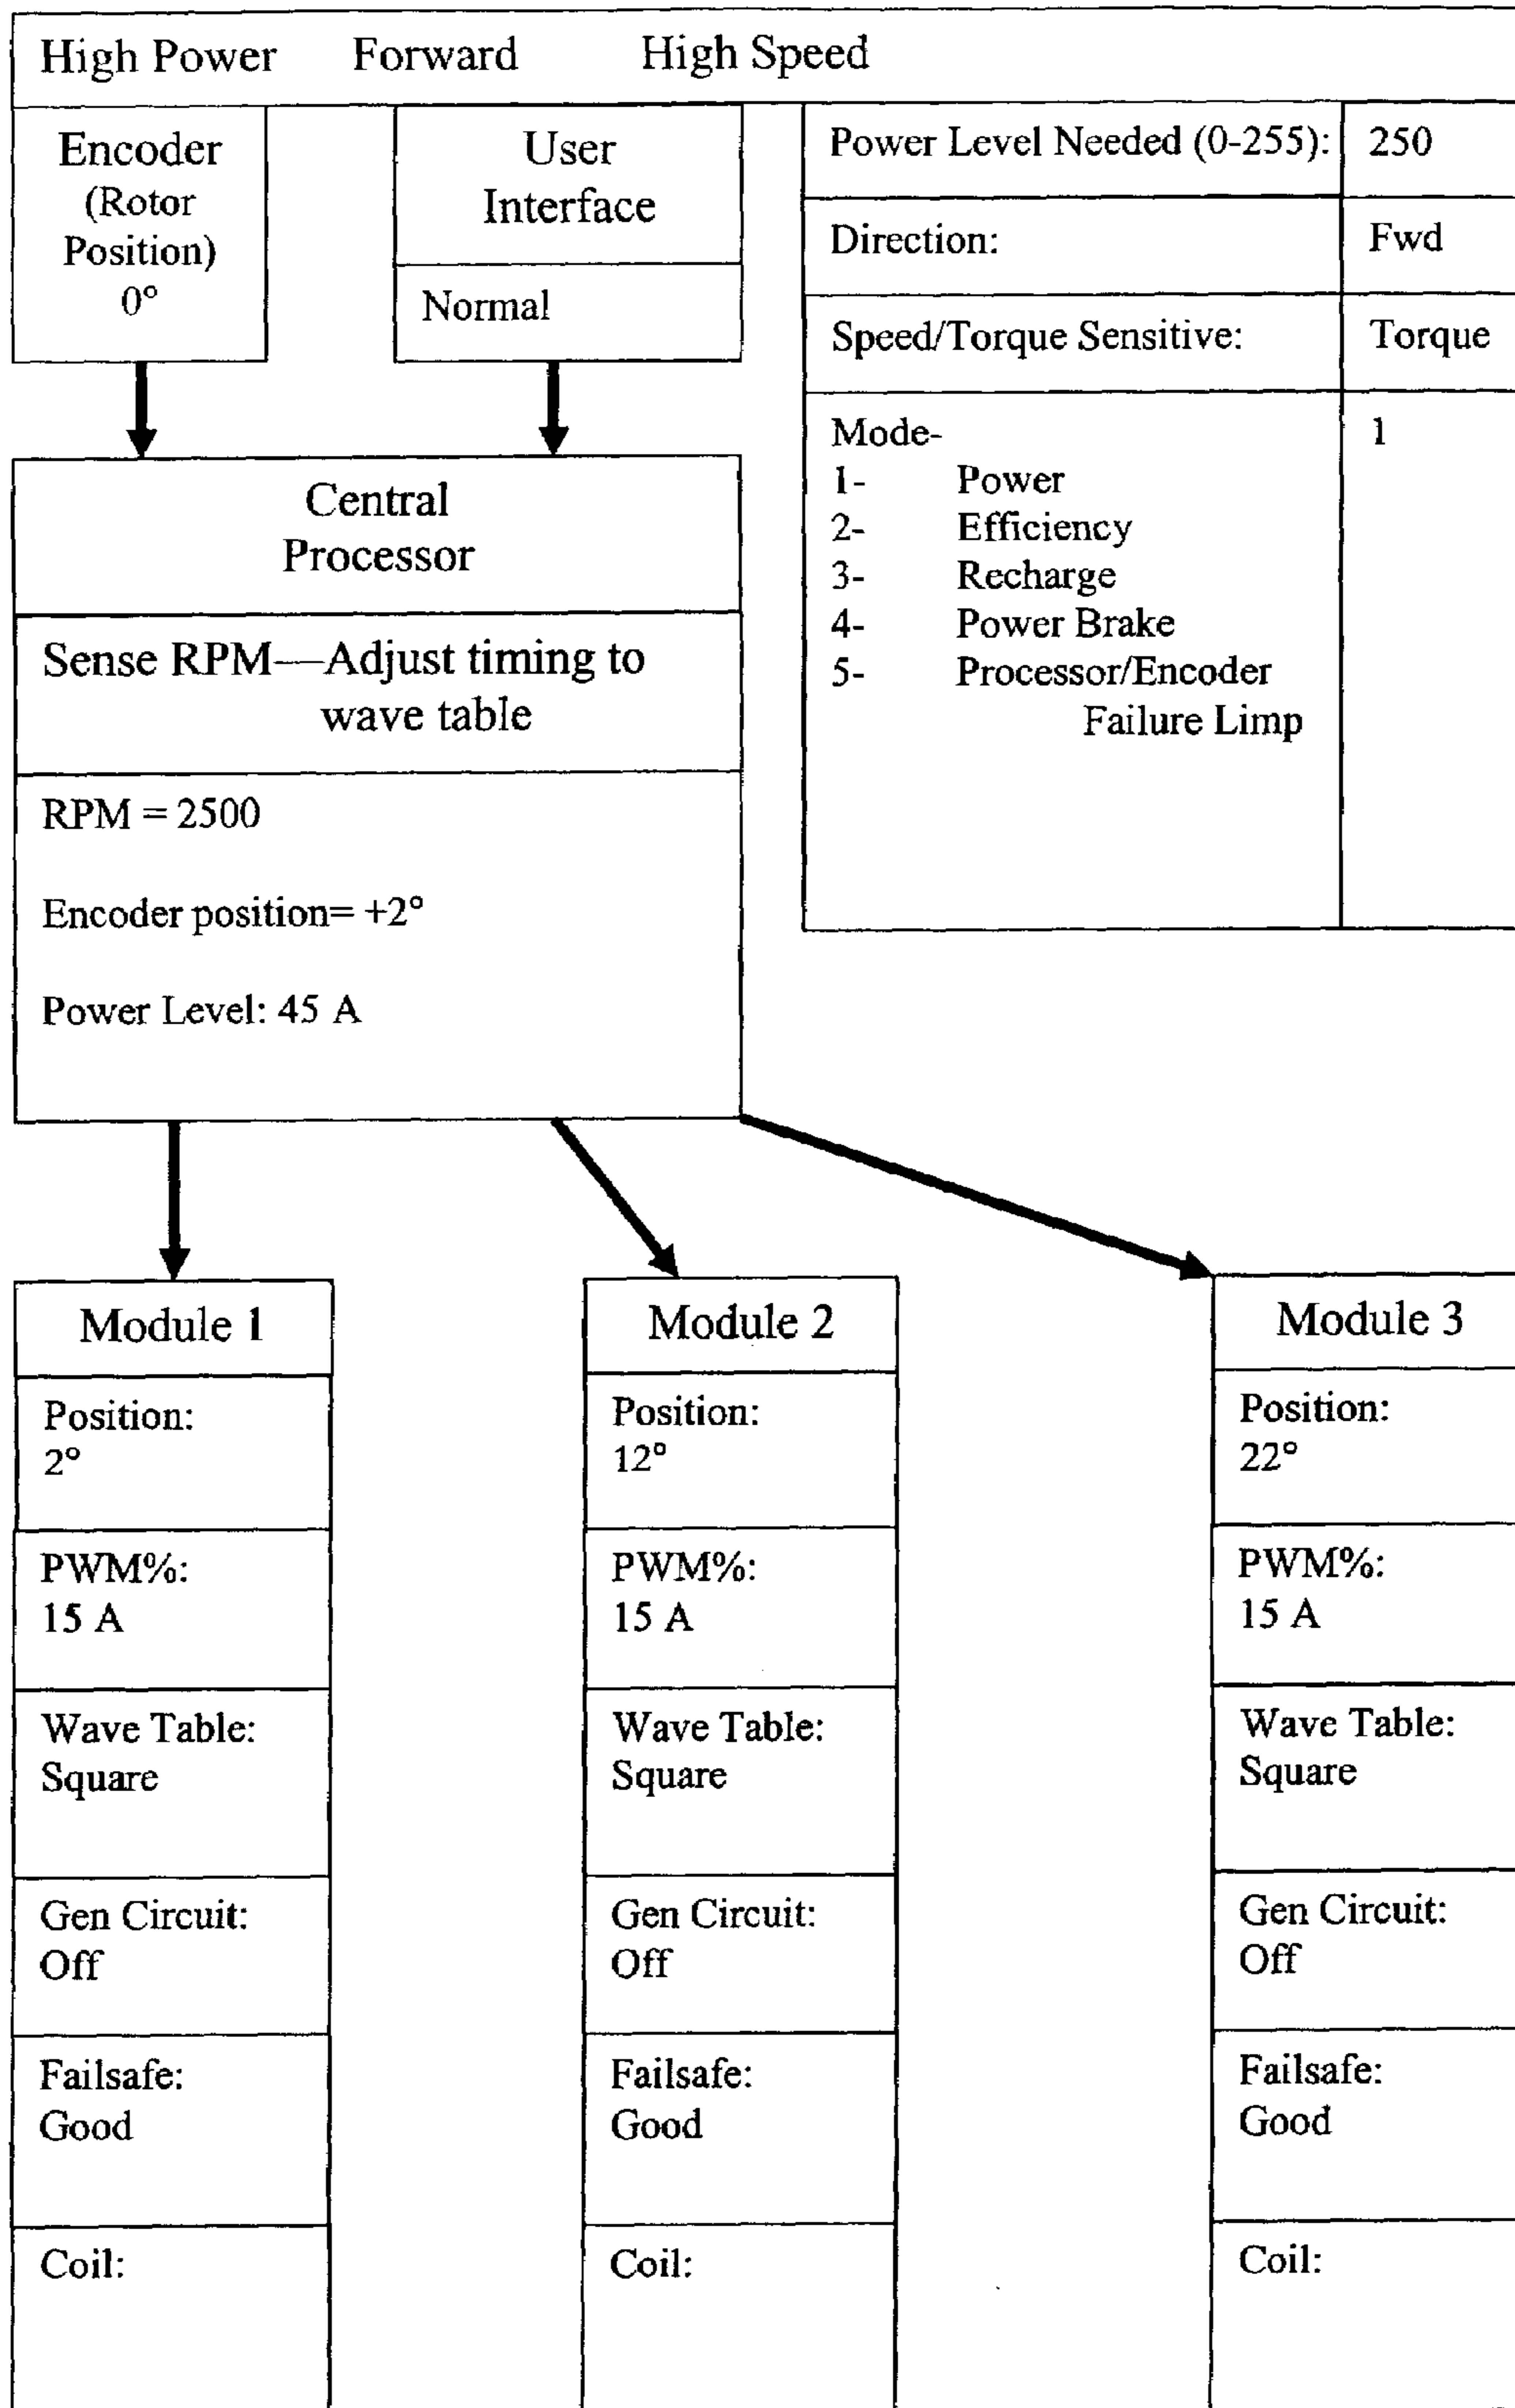 High Power Forward High Speed
Encoder
(Rotor
Position)
0°
User
Interface
Normal
Power Level Needed (0-255): 250
Direction: Fwd
Speed/Torque Sensitive: Torque
Mode- 1
1- Power
2- Efficiency
3- Recharge
4- Power Brake
5- Processor/Encoder
Failure Limp
Central
Processor
Sense RPM—Adjust timing to
wave table
RPM = 2500
Encoder position= +2°
Power Level: 45 A
Module 1
Position:
2°
PWM%:
15 A
Wave Table:
Square
Gen Circuit:
Off
Failsafe:
Good
Coil:
Module 2
Position:
12°
PWM%:
15 A
Wave Table:
Square
Gen Circuit:
Off
Failsafe:
Good
Coil:
Module 3
Position:
22°
PWM%:
15 A
Wave Table:
Square
Gen Circuit:
Off
Failsafe:
Good
Coil: